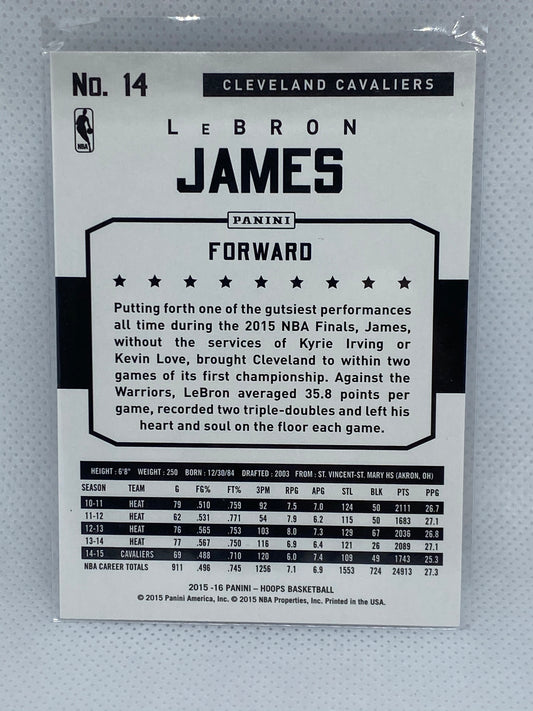 No. 14
CLEVELAND CAVALIERS
NBA
LeBRON
JAMES
PANINI
FORWARD
Putting forth one of the gutsiest performances
all time during the 2015 NBA Finals, James,
without the services of Kyrie Irving or
Kevin Love, brought Cleveland to within two
games of its first championship. Against the
Warriors, LeBron averaged 35.8 points per
game, recorded two triple-doubles and left his
heart and soul on the floor each game.
HEIGHT: 6'8" WEIGHT: 250 BORN: 12/30/84 DRAFTED: 2003 FROM: ST. VINCENT-ST. MARY HS (AKRON, OH)
SEASON TEAM G FG% FT% 3PM RPG APG STL BLK PTS PPG
10-11 HEAT 79 .510 .759 92 7.5 7.0 124 50 2111 26.7
11-12 HEAT 62 .531 .771 54 7.9 6.2 115 50 1683 27.1
12-13 HEAT 76 .565 .753 103 8.0 7.3 129 67 2036 26.8
13-14 HEAT 77 .567 .750 116 6.9 6.4 121 26 2089 27.1
14-15 CAVALIERS 69 .488 .710 120 6.0 7.4 109 49 1743 25.3
NBA CAREER TOTALS 911 .496 .745 1256 7.1 6.9 1553 724 24913 27.3
2015 -16 PANINI – HOOPS BASKETBALL
© 2015 Panini America, Inc. © 2015 NBA Properties, Inc. Printed in the USA.